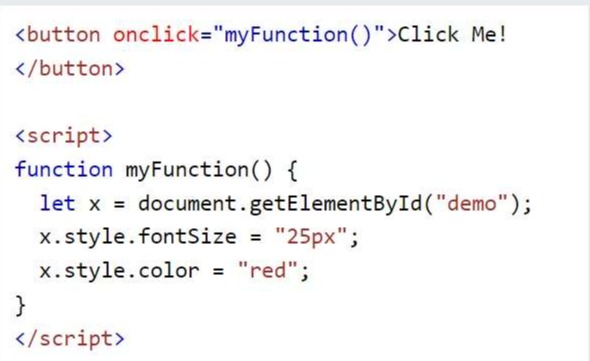 <button onclick="myFunction()">Click Me!
</button>
<script>
function myFunction() {
  let x = document.getElementById("demo");
  x.style.fontSize = "25px";
  x.style.color = "red";
}
</script>